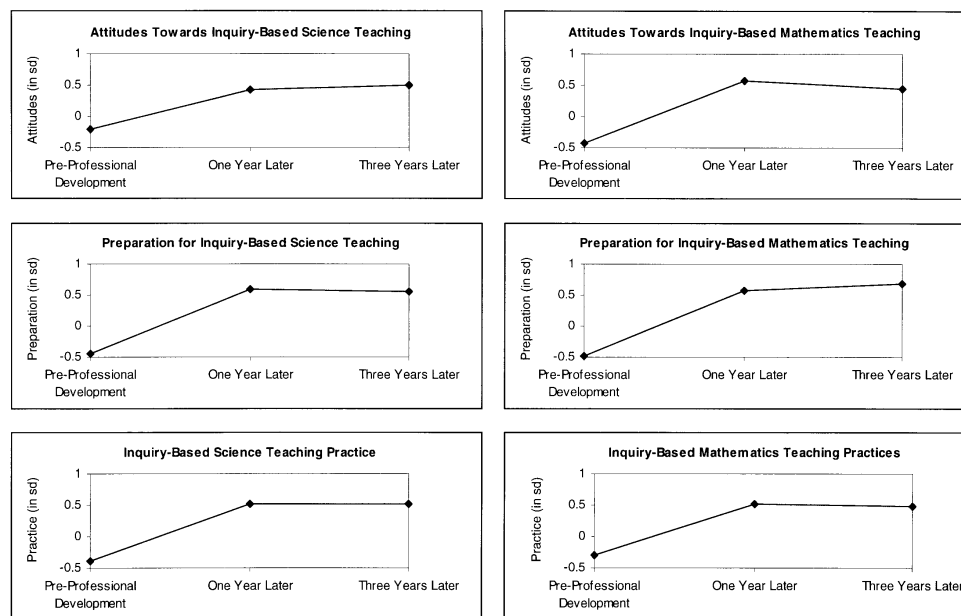 Attitudes Towards Inquiry-Based Science Teaching
Attitudes (in sd)
1
0.5
0
-0.5
Pre-Professional
Development
One Year Later
Three Years Later
Attitudes Towards Inquiry-Based Mathematics Teaching
Attitudes (in sd)
1
0.5
0
-0.5
Pre-Professional
Development
One Year Later
Three Years Later
Preparation for Inquiry-Based Science Teaching
Preparation (in sd)
1
0.5
0
-0.5
Pre-Professional
Development
One Year Later
Three Years Later
Preparation for Inquiry-Based Mathematics Teaching
Preparation (in sd)
1
0.5
0
-0.5
Pre-Professional
Development
One Year Later
Three Years Later
Inquiry-Based Science Teaching Practice
Practice (in sd)
1
0.5
0
-0.5
Pre-Professional
Development
One Year Later
Three Years Later
Inquiry-Based Mathematics Teaching Practices
Practice (in sd)
1
0.5
0
-0.5
Pre-Professional
Development
One Year Later
Three Years Later